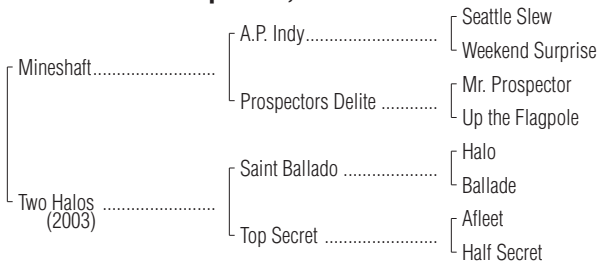 Seattle Slew
A.P. Indy......................
Weekend Surprise
Mineshaft....................
Mr. Prospector
Prospectors Delite ...........
Up the Flagpole
Halo
Saint Ballado ..................
Ballade
Two Halos ..................
(2003)
Afleet
Top Secret ......................
Half Secret